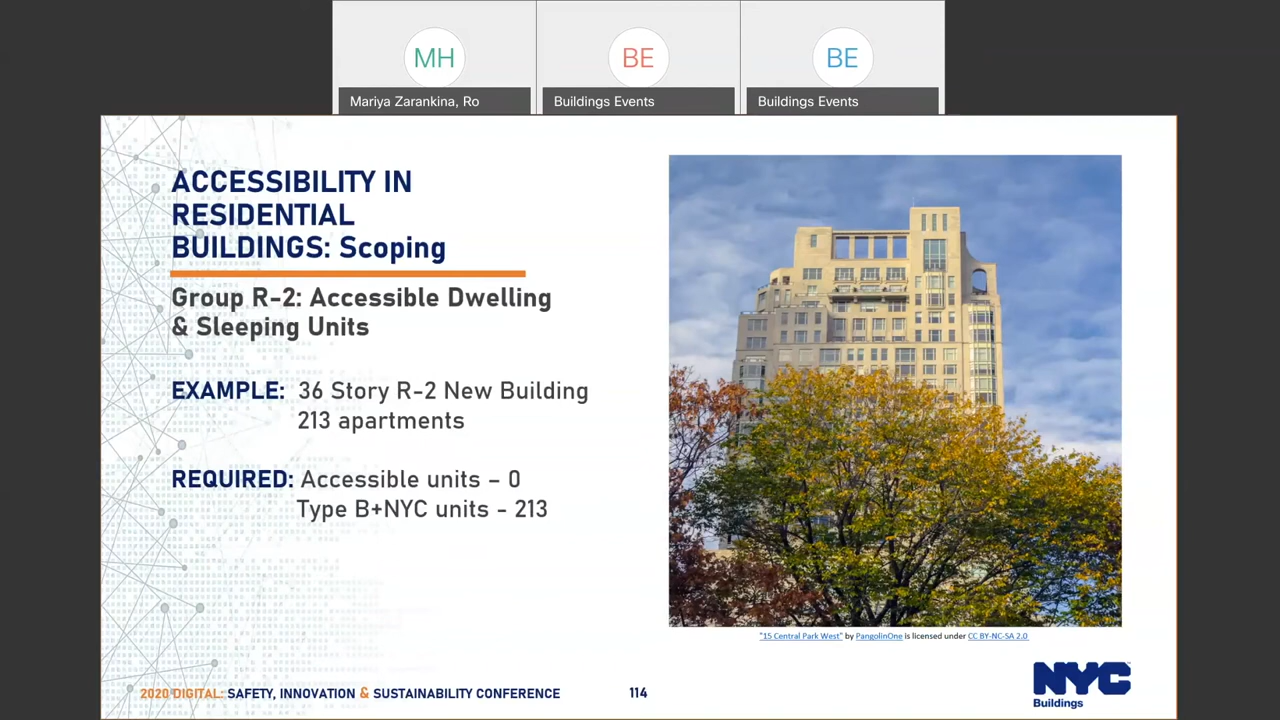 MH
BE
BE
Mariya Zarankina, Ro
Buildings Events
Buildings Events
ACCESSIBILITY IN
RESIDENTIAL
BUILDINGS: Scoping
Group R-2: Accessible Dwelling
& Sleeping Units
EXAMPLE: 36 Story R-2 New Building
213 apartments
REQUIRED: Accessible units – 0
Type B+NYC units - 213
"15 Central Park West" by PangolinOne is licensed under CC BY-NC-SA 2.0
NYC
Buildings
2020 DIGITAL: SAFETY, INNOVATION & SUSTAINABILITY CONFERENCE
114